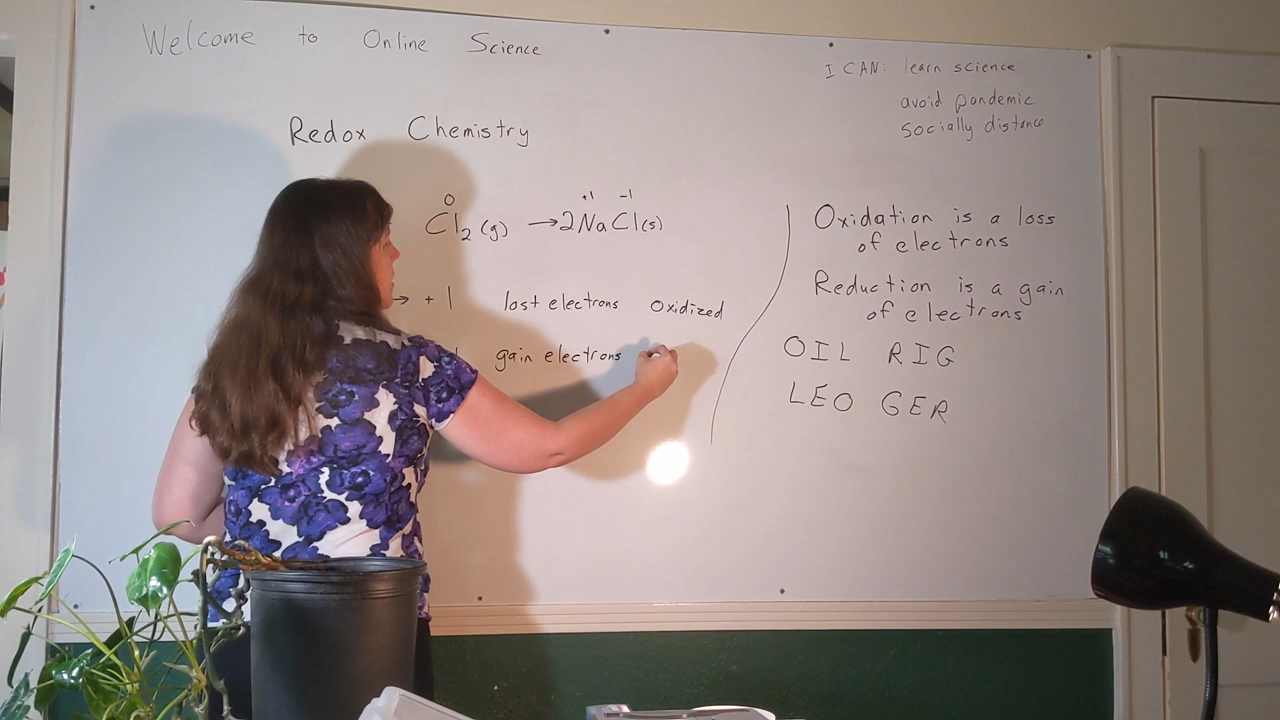 Welcome to Online Science
I CAN: learn science
avoid pandemic
socially distance
Redox Chemistry
0 +1 -1
Cl2 (g) →2NaCl(s)
→ +1 lost electrons oxidized
gain electrons
Oxidation is a loss
of electrons
Reduction is a gain
of electrons
OIL RIG
LEO GER